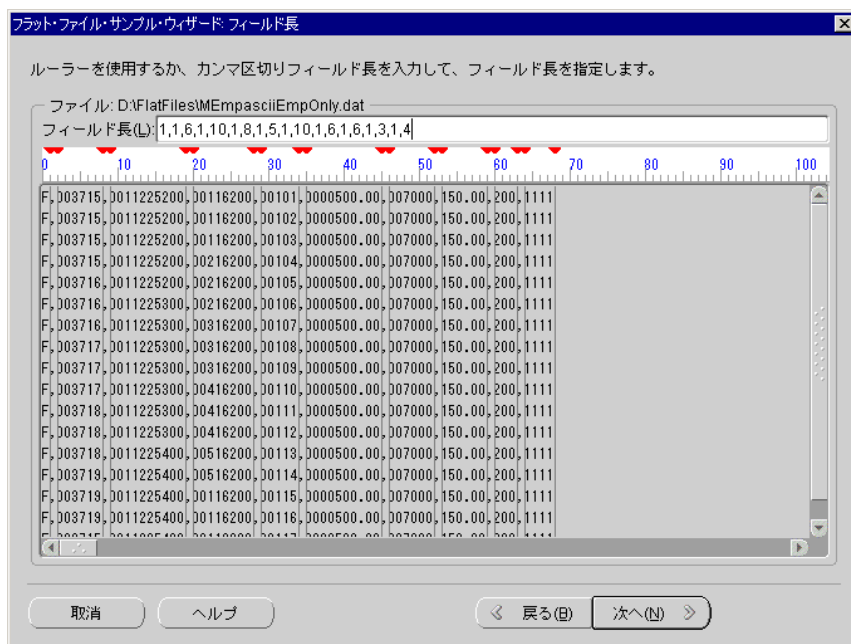 フラット・ファイル・サンプル・ウィザード: フィールド長
ルーラーを使用するか、カンマ区切りフィールド長を入力して、フィールド長を指定します。
ファイル: D:\FlatFiles\MEmpasciiEmpOnly.dat
フィールド長(L): 1,1,6,1,10,1,8,1,5,1,10,1,6,1,6,1,3,1,4
0 10 20 30 40 50 60 70 80 90 100
F,003715,0011225200,00116200,00101,0000500.00,007000,150.00,200,1111
F,003715,0011225200,00116200,00102,0000500.00,007000,150.00,200,1111
F,003715,0011225200,00116200,00103,0000500.00,007000,150.00,200,1111
F,003715,0011225200,00216200,00104,0000500.00,007000,150.00,200,1111
F,003716,0011225200,00216200,00105,0000500.00,007000,150.00,200,1111
F,003716,0011225300,00216200,00106,0000500.00,007000,150.00,200,1111
F,003716,0011225300,00316200,00107,0000500.00,007000,150.00,200,1111
F,003717,0011225300,00316200,00108,0000500.00,007000,150.00,200,1111
F,003717,0011225300,00316200,00109,0000500.00,007000,150.00,200,1111
F,003717,0011225300,00416200,00110,0000500.00,007000,150.00,200,1111
F,003718,0011225300,00416200,00111,0000500.00,007000,150.00,200,1111
F,003718,0011225300,00416200,00112,0000500.00,007000,150.00,200,1111
F,003718,0011225400,00516200,00113,0000500.00,007000,150.00,200,1111
F,003719,0011225400,00516200,00114,0000500.00,007000,150.00,200,1111
F,003719,0011225400,00116200,00115,0000500.00,007000,150.00,200,1111
F,003719,0011225400,00116200,00116,0000500.00,007000,150.00,200,1111
取消 ヘルプ 戻る(B) 次へ(N)